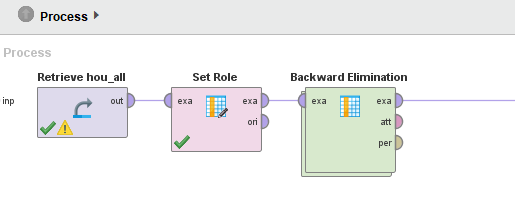 Process
Process
Retrieve hou_all
Set Role
Backward Elimination
inp
out
exa
exa
ori
exa
exa
att
per